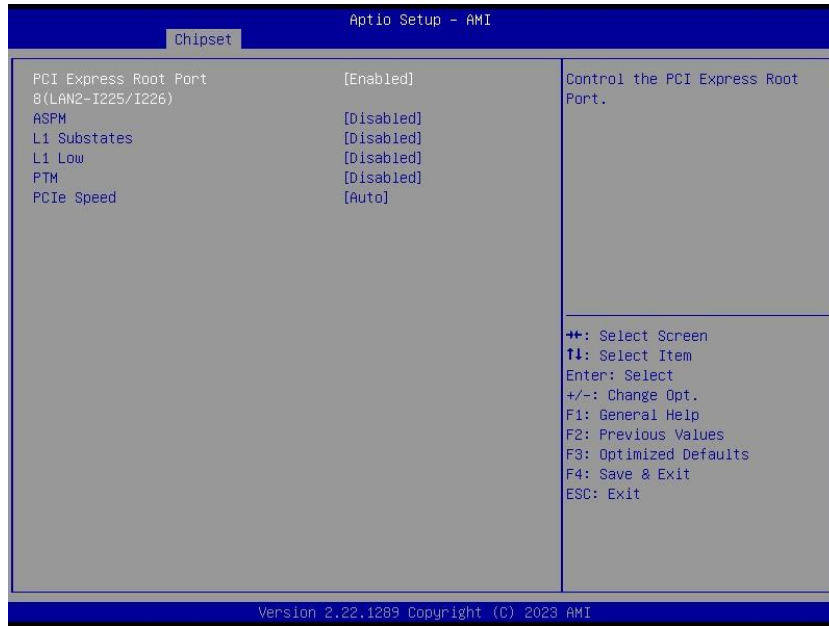 Aptio Setup – AMI
Chipset
PCI Express Root Port 8(LAN2-I225/I226) [Enabled]
ASPM [Disabled]
L1 Substates [Disabled]
L1 Low [Disabled]
PTM [Disabled]
PCIe Speed [Auto]
Control the PCI Express Root
Port.
→←: Select Screen
↑↓: Select Item
Enter: Select
+/-: Change Opt.
F1: General Help
F2: Previous Values
F3: Optimized Defaults
F4: Save & Exit
ESC: Exit
Version 2.22.1289 Copyright (C) 2023 AMI